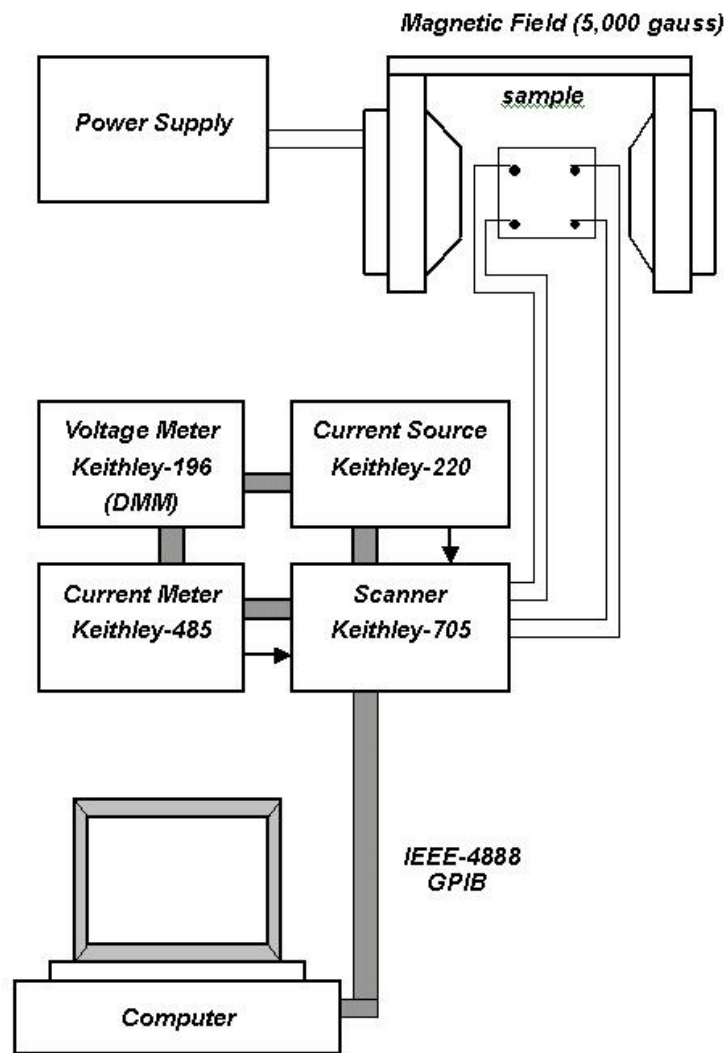 Magnetic Field (5,000 gauss)
Power Supply
sample
Voltage Meter
Keithley-196
(DMM)
Current Source
Keithley-220
Current Meter
Keithley-485
Scanner
Keithley-705
IEEE-4888
GPIB
Computer